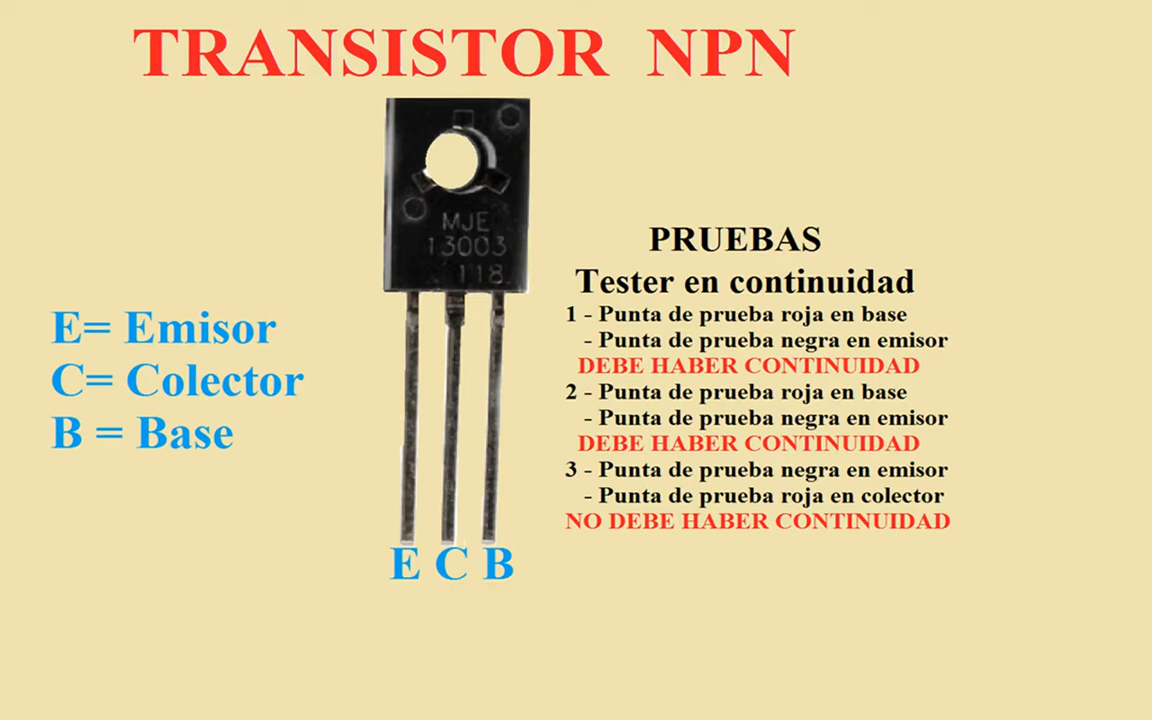 TRANSISTOR NPN
MJE
13003
118.
E= Emisor
C= Colector
B = Base
E C B
PRUEBAS
Tester en continuidad
1 - Punta de prueba roja en base
- Punta de prueba negra en emisor
DEBE HABER CONTINUIDAD
2 - Punta de prueba roja en base
- Punta de prueba negra en emisor
DEBE HABER CONTINUIDAD
3 - Punta de prueba negra en emisor
- Punta de prueba roja en colector
NO DEBE HABER CONTINUIDAD